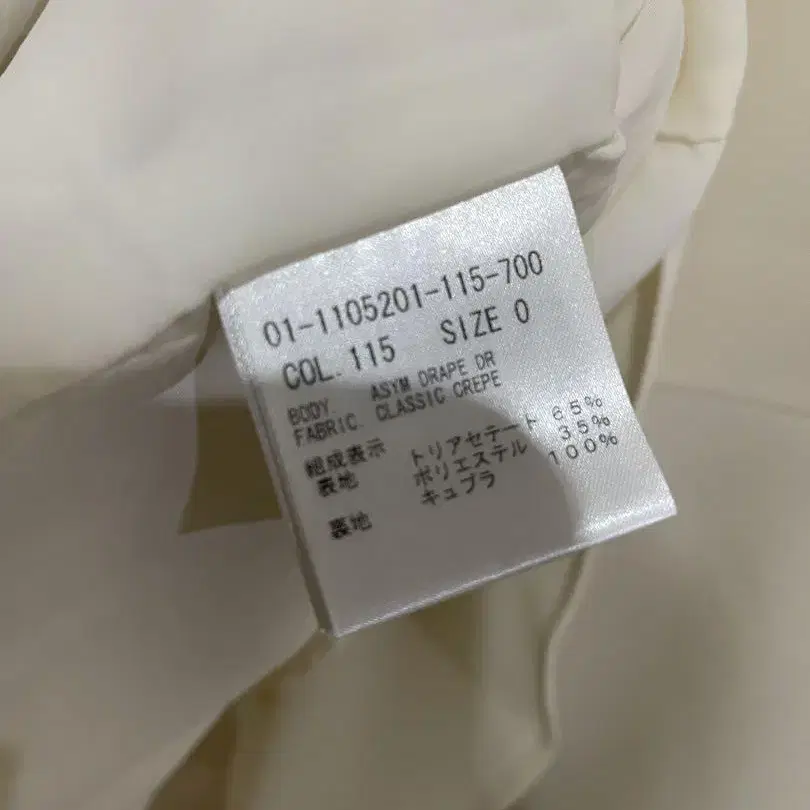 01-1105201-115-700
COL. 115 SIZE 0
BODY. ASYM DRAPE DR
FABRIC. CLASSIC CREPE
組成表示
表地 トリアセテート 65%
ポリエステル 35%
裏地 キュプラ 100%